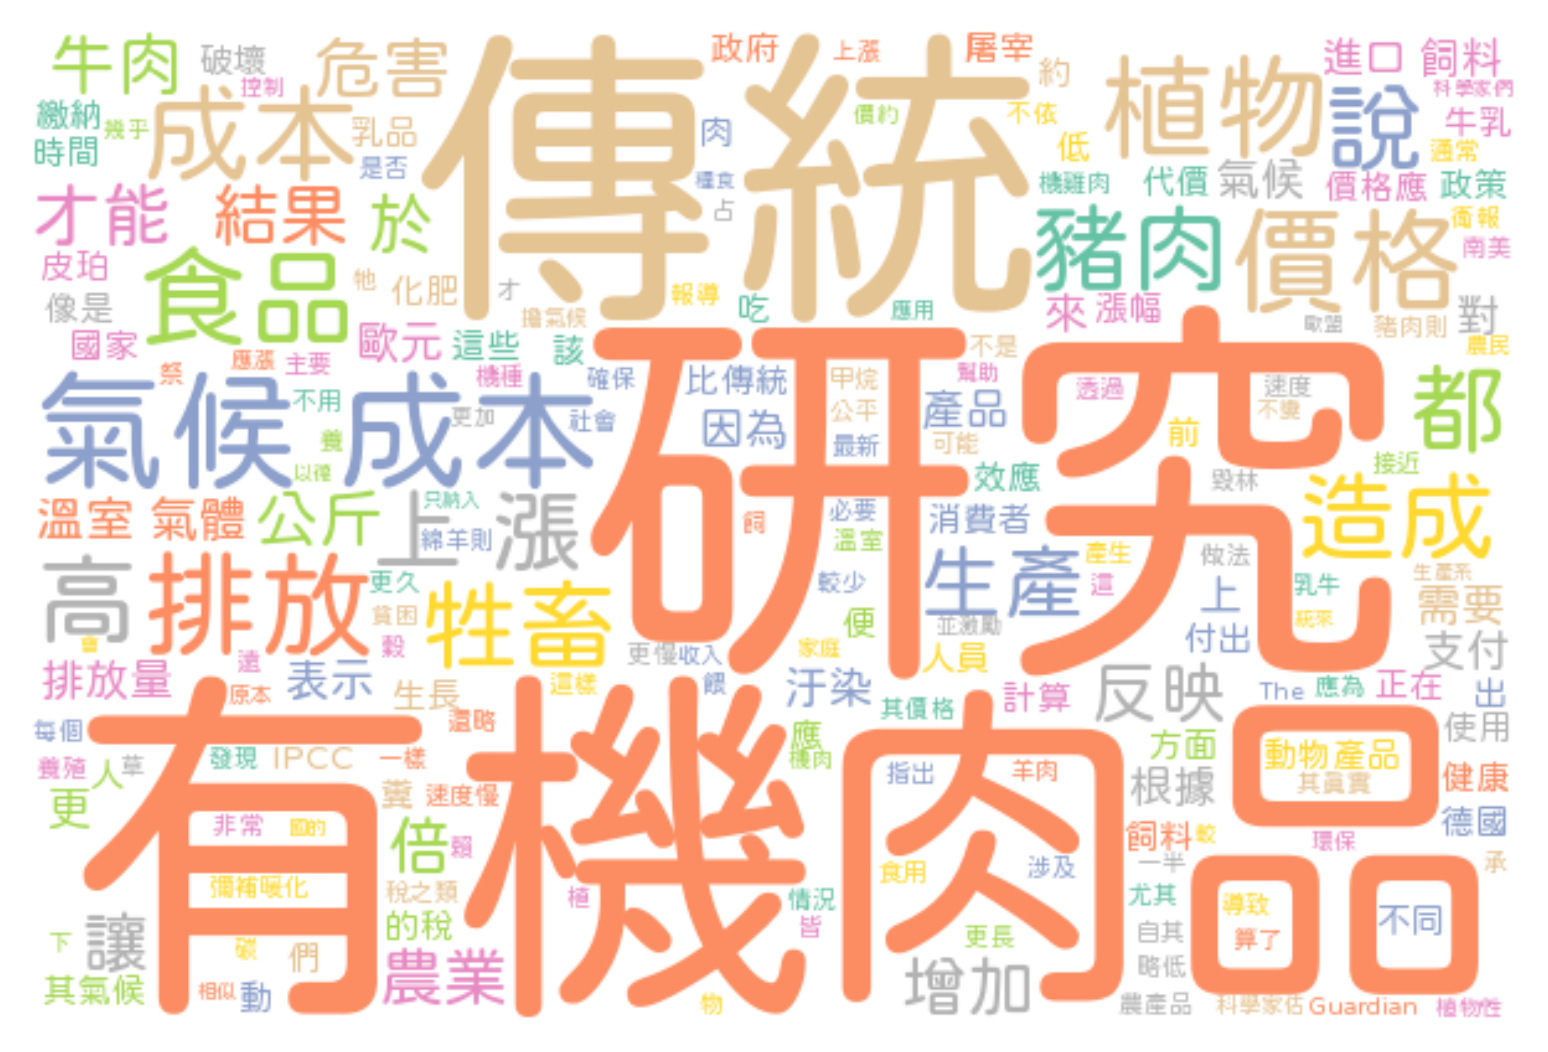 牛肉
破壞
危害
傳統
政府
上漲
屠宰
約
植物
進口
飼料
科學家們
控制
繳納
幾乎
成本
乳品
肉
價約
不依
說
牛乳
時間
是否
糧食
低
機雞肉
代價
氣候
通常
價格應
政策
才能
結果
於
占
豬肉
價格
衛報
南美
皮珀
食品
牠
化肥
才
報導
吃
應用
來
漲幅
像是
擔氣候
歐盟
豬肉則
對
國家
應漲
主要
歐元
這些
該
研究
不是
農民
祭
機種
確保
比傳統
甲烷
幫助
透過
速度
都
氣候
成本
不用
更加
社會
因為
公平
產品
不變
養
最新
可能
前
接近
以德
毀林
溫室
氣體
公斤
上漲
只納入
綿羊則
飼
必要
溫室
效應
消費者
造成
高
排放
更久
貧困
牲畜
較少
生產
產生
這
做法
乳牛
生產系
需要
會
穀
便
並激勵
上
統來
排放量
遠
表示
更慢
收入
家庭
人員
付出
支付
原本
生長
這樣
餵
汙染
計算
反映
The
應為
正在
出
每個
有機肉品
還略
其價格
使用
養殖
人
草
發現
IPCC
一樣
應
機肉
指出
羊肉
方面
動物產品
其真實
健康
更
糞
速度慢
根據
非常
國的
倍
賴
飼料
較
環保
德國
彌補暖化
稅之類
植
食用
涉及
一半
承
情況
尤其
導致
不同
下
讓
碳
們
的稅
皆
更長
自其
算了
其氣候
相似
動
農業
物
增加
略低
農產品
科學家估
Guardian
植物性